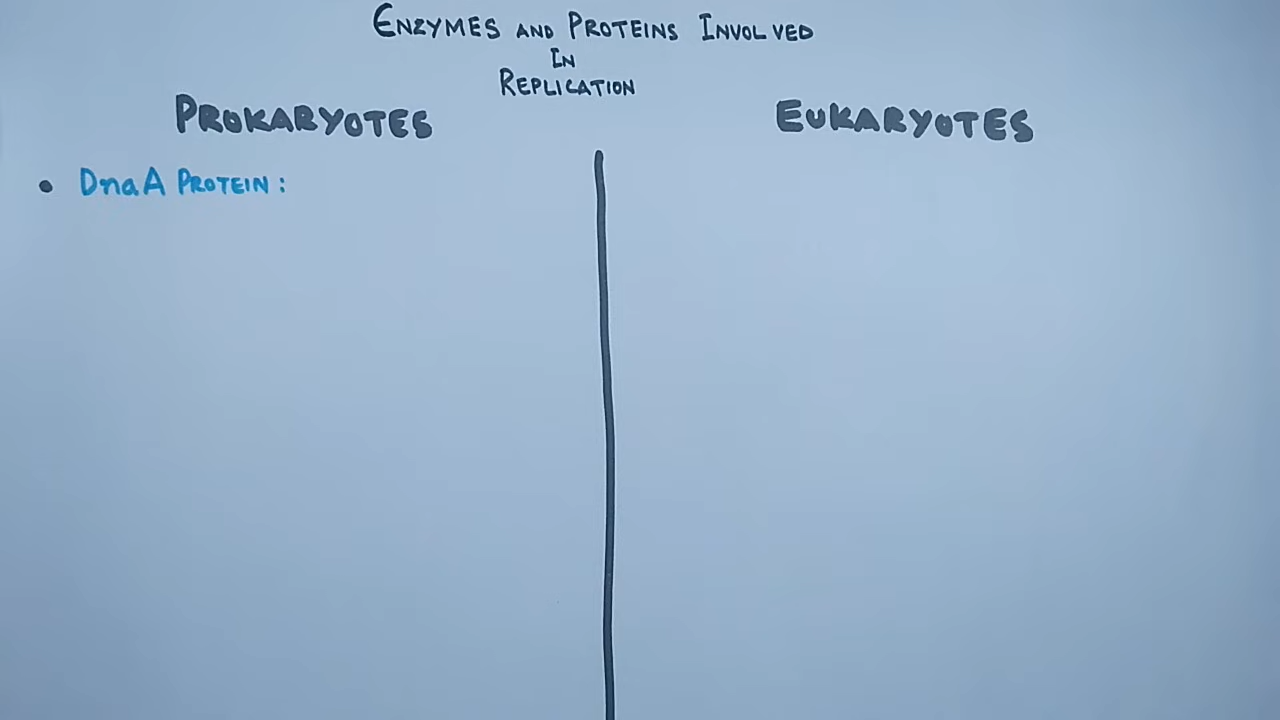 ENZYMES AND PROTEINS INVOLVED
IN
REPLICATION
PROKARYOTES
EUKARYOTES
• DnaA PROTEIN: